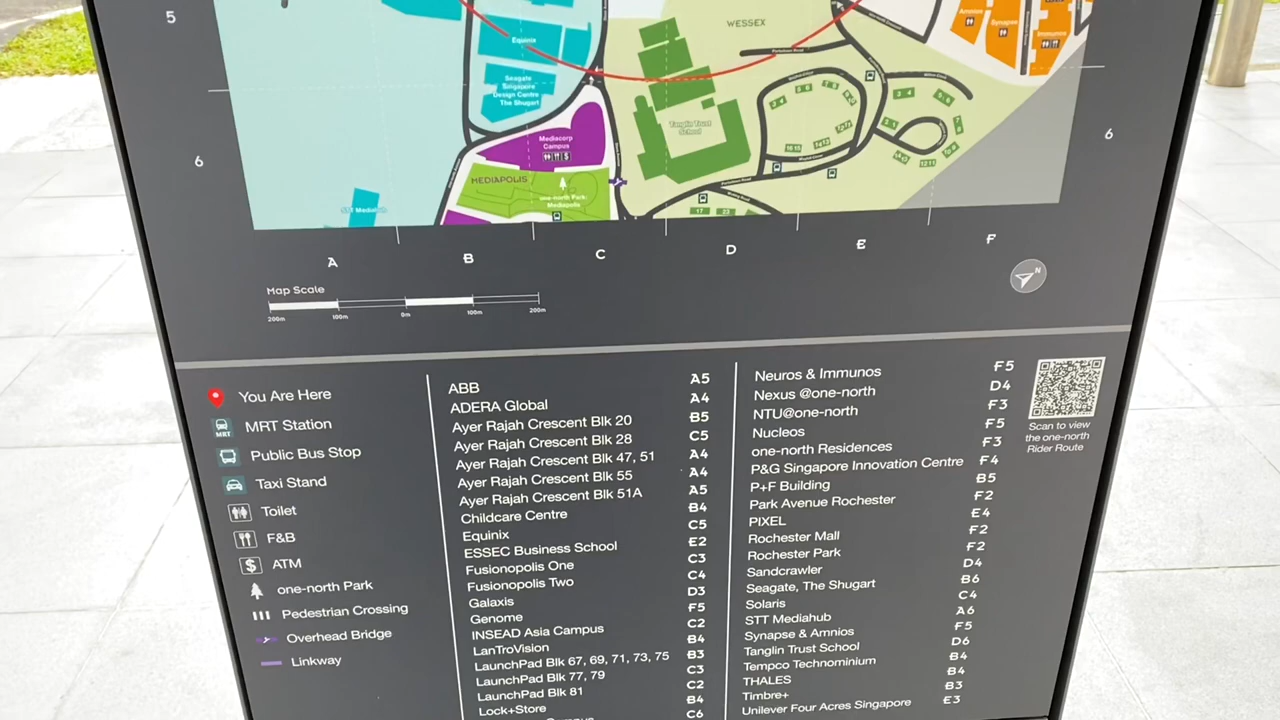 5
WESSEX
Amnios
Synapse
Immunos
Equinix
Seagate
Singapore
Design Centre
The Shugart
Tanglin Trust
School
Mediacorp
Campus
6
6
MEDIAPOLIS
one-north Park:
Mediapolis
STT Mediahub
A B C D E F
N
Map Scale
200m 100m 0m 100m 200m
You Are Here
MRT
MRT Station
Public Bus Stop
Taxi Stand
Toilet
F&B
$ ATM
one-north Park
Pedestrian Crossing
Overhead Bridge
Linkway
ABB A5
ADERA Global A4
Ayer Rajah Crescent Blk 20 B5
Ayer Rajah Crescent Blk 28 C5
Ayer Rajah Crescent Blk 47, 51 A4
Ayer Rajah Crescent Blk 55 A4
Ayer Rajah Crescent Blk 51A A5
Childcare Centre B4
Equinix C5
ESSEC Business School E2
Fusionopolis One C3
Fusionopolis Two C4
Galaxis D3
Genome F5
INSEAD Asia Campus C2
LanTroVision B4
LaunchPad Blk 67, 69, 71, 73, 75 B3
LaunchPad Blk 77, 79 C3
LaunchPad Blk 81 C2
Lock+Store B4
Campus C6
Neuros & Immunos F5
Nexus @one-north D4
NTU@one-north F3
Nucleos F5
one-north Residences F3
P&G Singapore Innovation Centre F4
P+F Building B5
Park Avenue Rochester F2
PIXEL E4
Rochester Mall F2
Rochester Park F2
Sandcrawler D4
Seagate, The Shugart B6
Solaris C4
STT Mediahub A6
Synapse & Amnios F5
Tanglin Trust School D6
Tempco Technominium B4
THALES B4
Timbre+ B3
Unilever Four Acres Singapore E3
Scan to view
the one-north
Rider Route